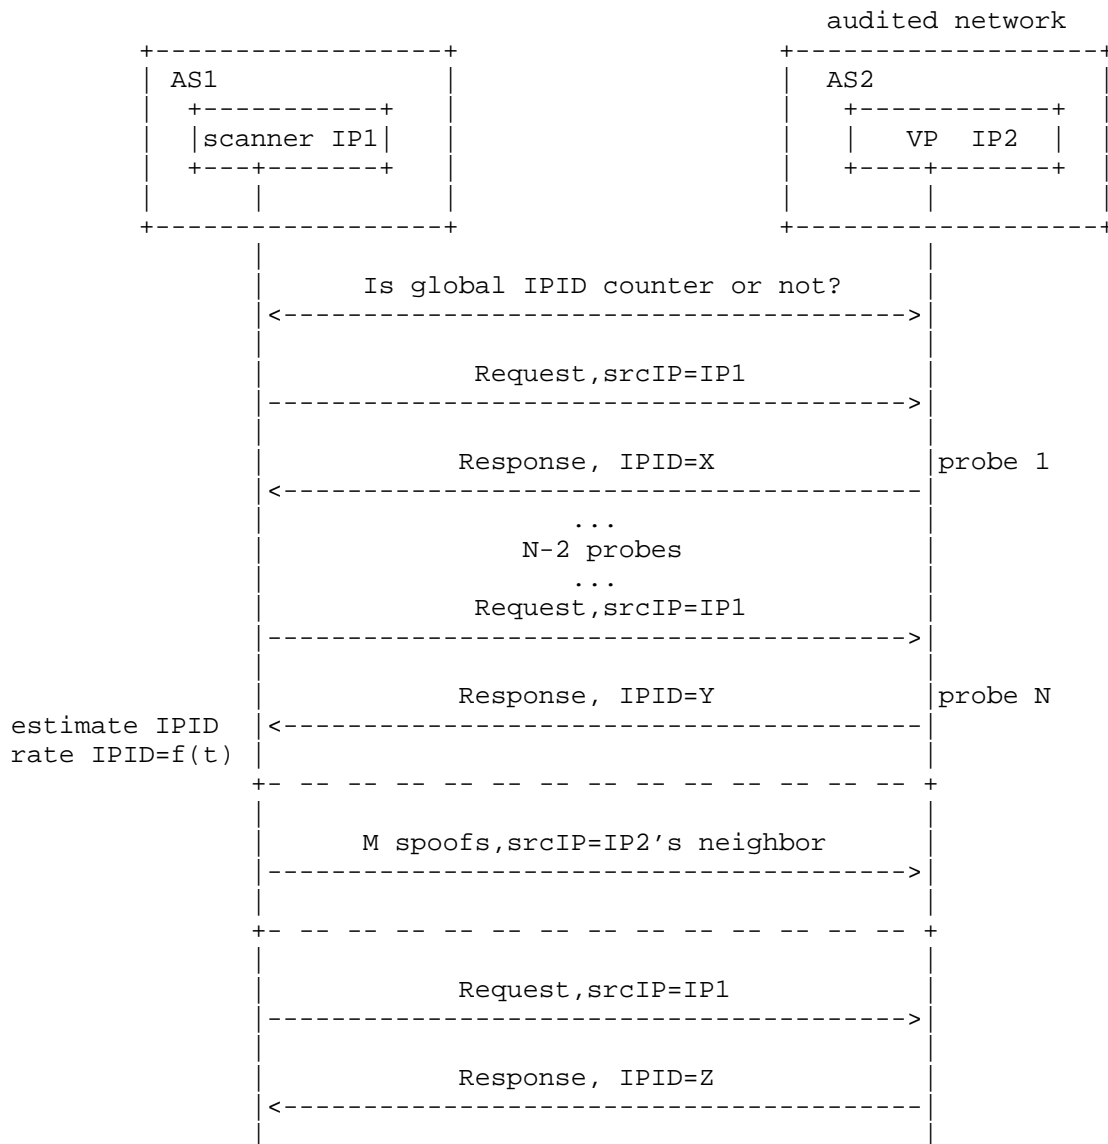 audited network
AS1 AS2
scanner IP1 VP IP2
Is global IPID counter or not?
Request,srcIP=IP1
Response, IPID=X probe 1
...
N-2 probes
...
Request,srcIP=IP1
Response, IPID=Y probe N
estimate IPID
rate IPID=f(t)
M spoofs,srcIP=IP2's neighbor
Request,srcIP=IP1
Response, IPID=Z